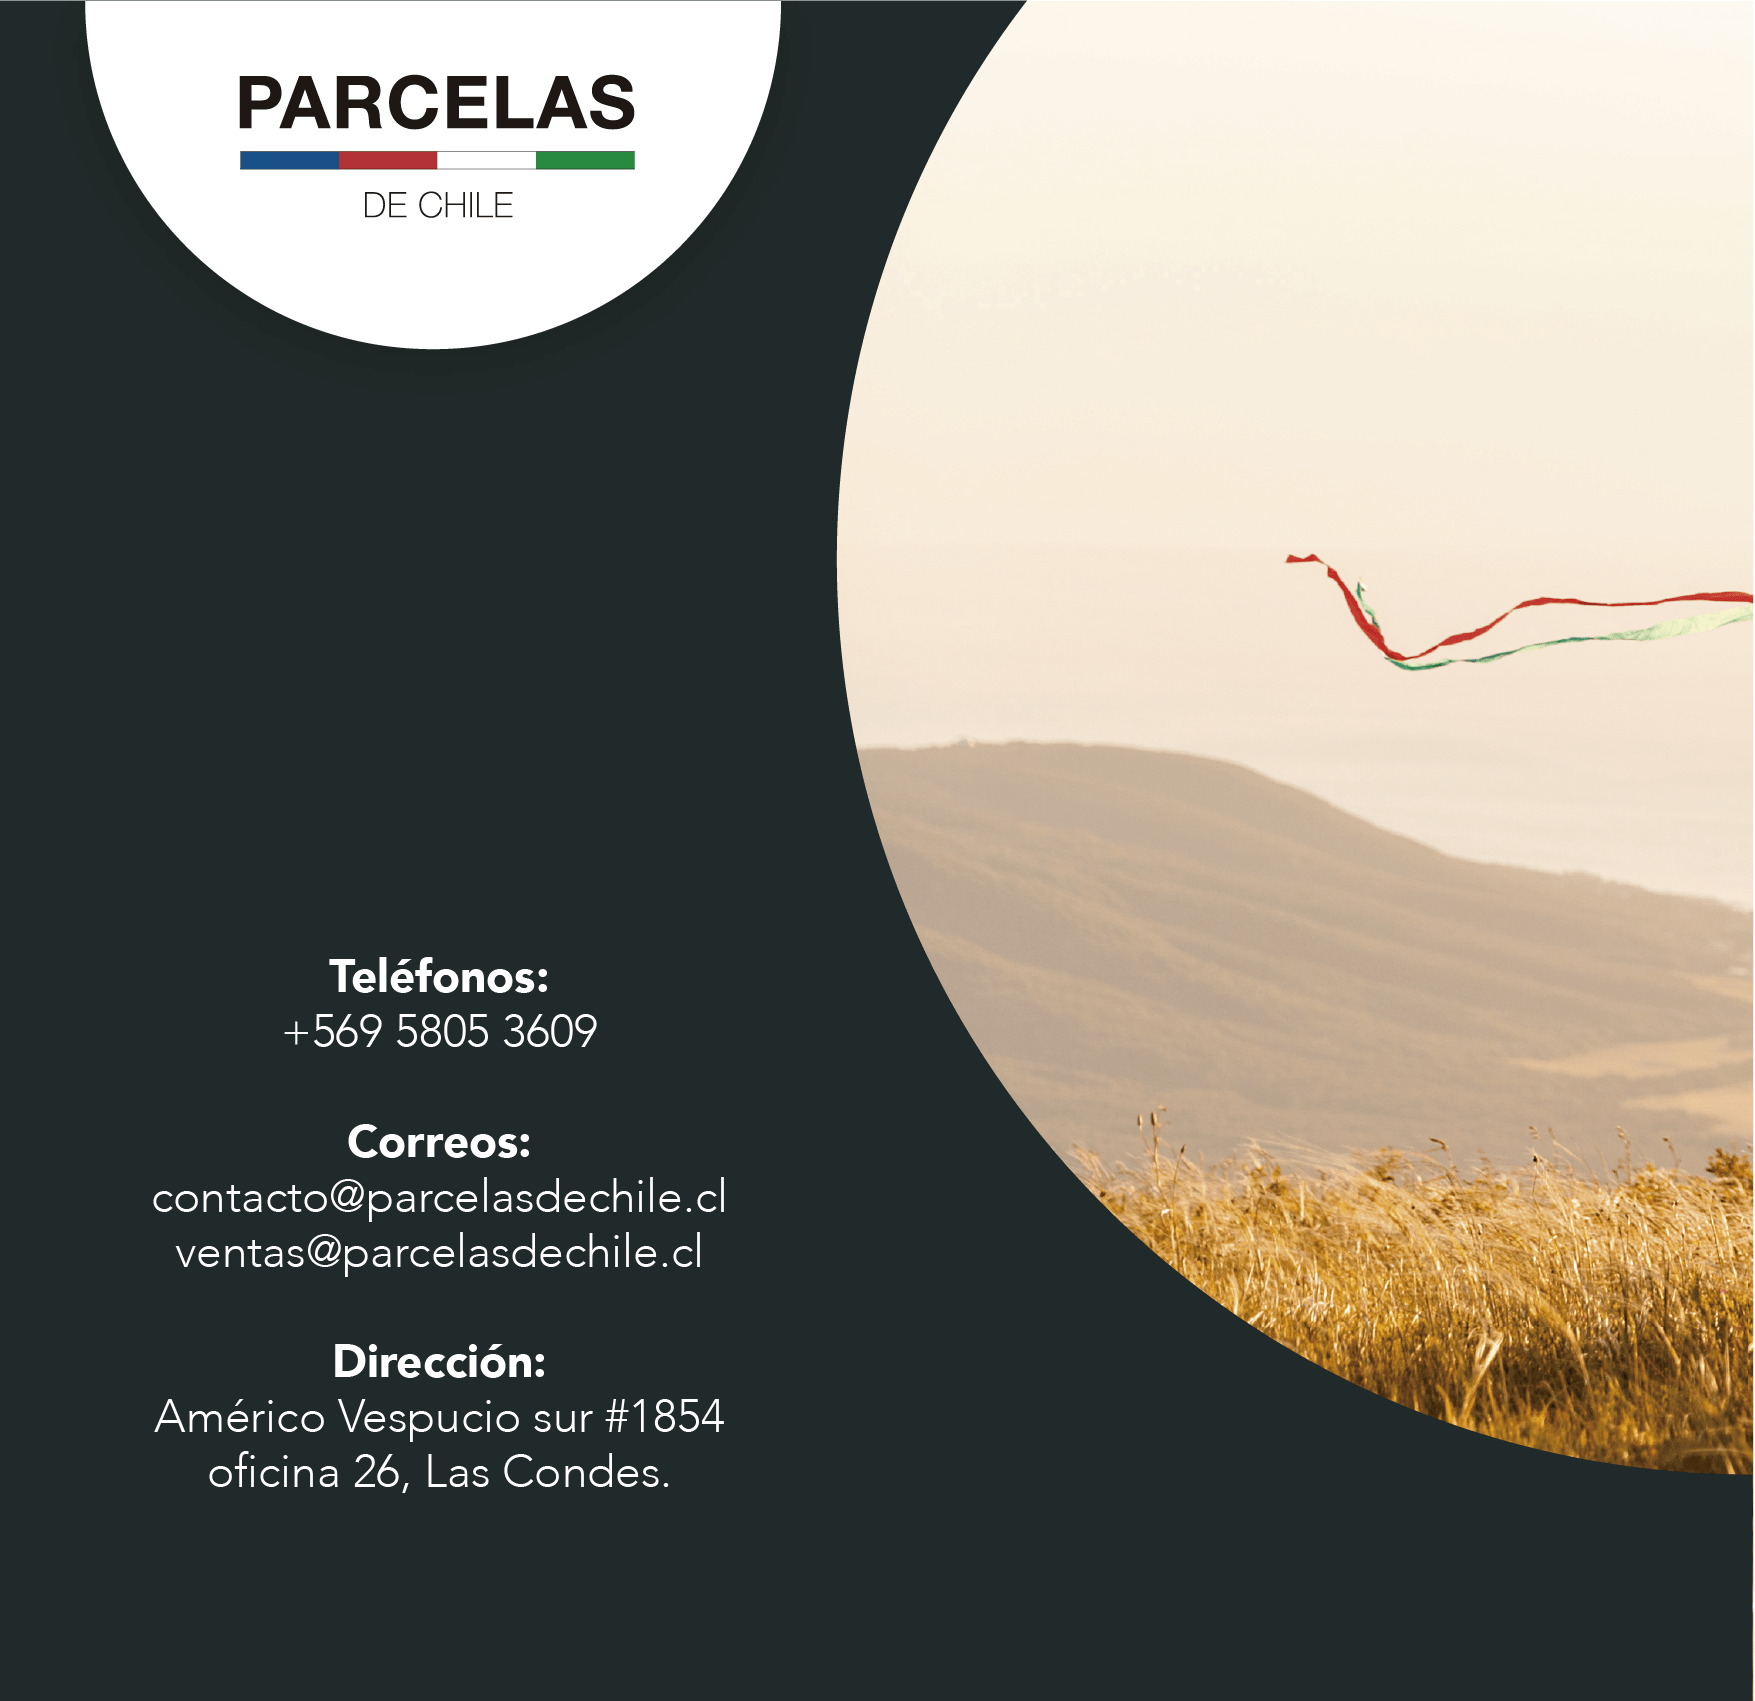 PARCELAS
DE CHILE
Teléfonos:
+569 5805 3609
Correos:
contacto@parcelasdechile.cl
ventas@parcelasdechile.cl
Dirección:
Américo Vespucio sur #1854
oficina 26, Las Condes.